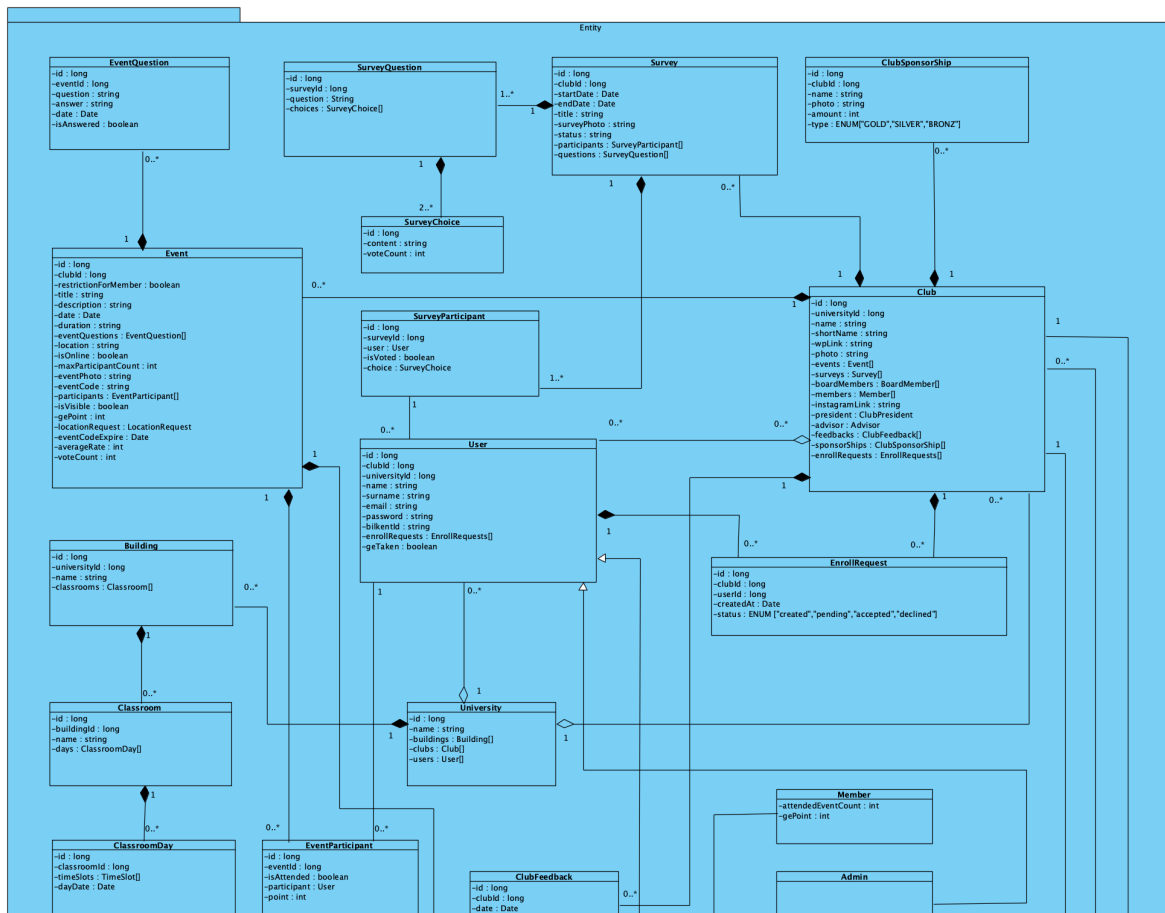 Entity
EventQuestion
-id : long
-eventId : long
-question : string
-answer : string
-date : Date
-isAnswered : boolean
0..*
1
SurveyQuestion
-id : long
-surveyId : long
-question : String
-choices : SurveyChoice[]
1..*
1
1
2..*
Survey
-id : long
-clubId : long
-startDate : Date
-endDate : Date
-title : string
-surveyPhoto : string
-status : string
-participants : SurveyParticipant[]
-questions : SurveyQuestion[]
1
0..*
ClubSponsorShip
-id : long
-clubId : long
-name : string
-photo : string
-amount : int
-type : ENUM["GOLD","SILVER","BRONZ"]
0..*
1
1
SurveyChoice
-id : long
-content : string
-voteCount : int
Event
-id : long
-clubId : long
-restrictionForMember : boolean
-title : string
-description : string
-date : Date
-duration : string
-eventQuestions : EventQuestion[]
-location : string
-isOnline : boolean
-maxParticipantCount : int
-eventPhoto : string
-eventCode : string
-participants : EventParticipant[]
-isVisible : boolean
-gePoint : int
-locationRequest : LocationRequest
-eventCodeExpire : Date
-averageRate : int
-voteCount : int
0..*
1
1
1
SurveyParticipant
-id : long
-surveyId : long
-user : User
-isVoted : boolean
-choice : SurveyChoice
1..*
1
0..*
Club
-id : long
-universityId : long
-name : string
-shortName : string
-wpLink : string
-photo : string
-events : Event[]
-surveys : Survey[]
-boardMembers : BoardMember[]
-members : Member[]
-instagramLink : string
-president : ClubPresident
-advisor : Advisor
-feedbacks : ClubFeedback[]
-sponsorShips : ClubSponsorShip[]
-enrollRequests : EnrollRequests[]
1
0..*
1
0..*
0..*
1
1
0..*
User
-id : long
-clubId : long
-universityId : long
-name : string
-surname : string
-email : string
-password : string
-bilkentId : string
-enrollRequests : EnrollRequests[]
-geTaken : boolean
1
0..*
0..*
1
0..*
EnrollRequest
-id : long
-clubId : long
-userId : long
-createdAt : Date
-status : ENUM ["created","pending","accepted","declined"]
Building
-id : long
-universityId : long
-name : string
-classrooms : Classroom[]
0..*
1
0..*
1
Classroom
-id : long
-buildingId : long
-name : string
-days : ClassroomDay[]
1
0..*
University
-id : long
-name : string
-buildings : Building[]
-clubs : Club[]
-users : User[]
1
1
Member
-attendedEventCount : int
-gePoint : int
0..*
0..*
ClassroomDay
-id : long
-classroomId : long
-timeSlots : TimeSlot[]
-dayDate : Date
EventParticipant
-id : long
-eventId : long
-isAttended : boolean
-participant : User
-point : int
ClubFeedback
-id : long
-clubId : long
-date : Date
0..*
Admin